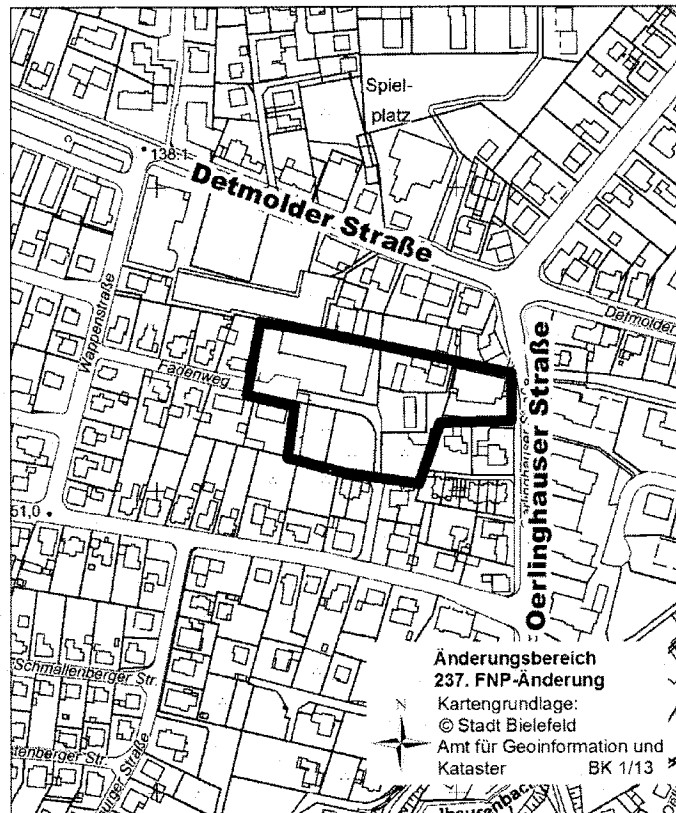 Spiel-
platz
138.1
Detmolder Straße
Wappenstraße
Fadenweg
Detmolder
Oerlinghauser Straße
51,0
Schmallenberger Str.
Änderungsbereich
237. FNP-Änderung
N
Kartengrundlage:
© Stadt Bielefeld
Amt für Geoinformation und
Kataster BK 1/13